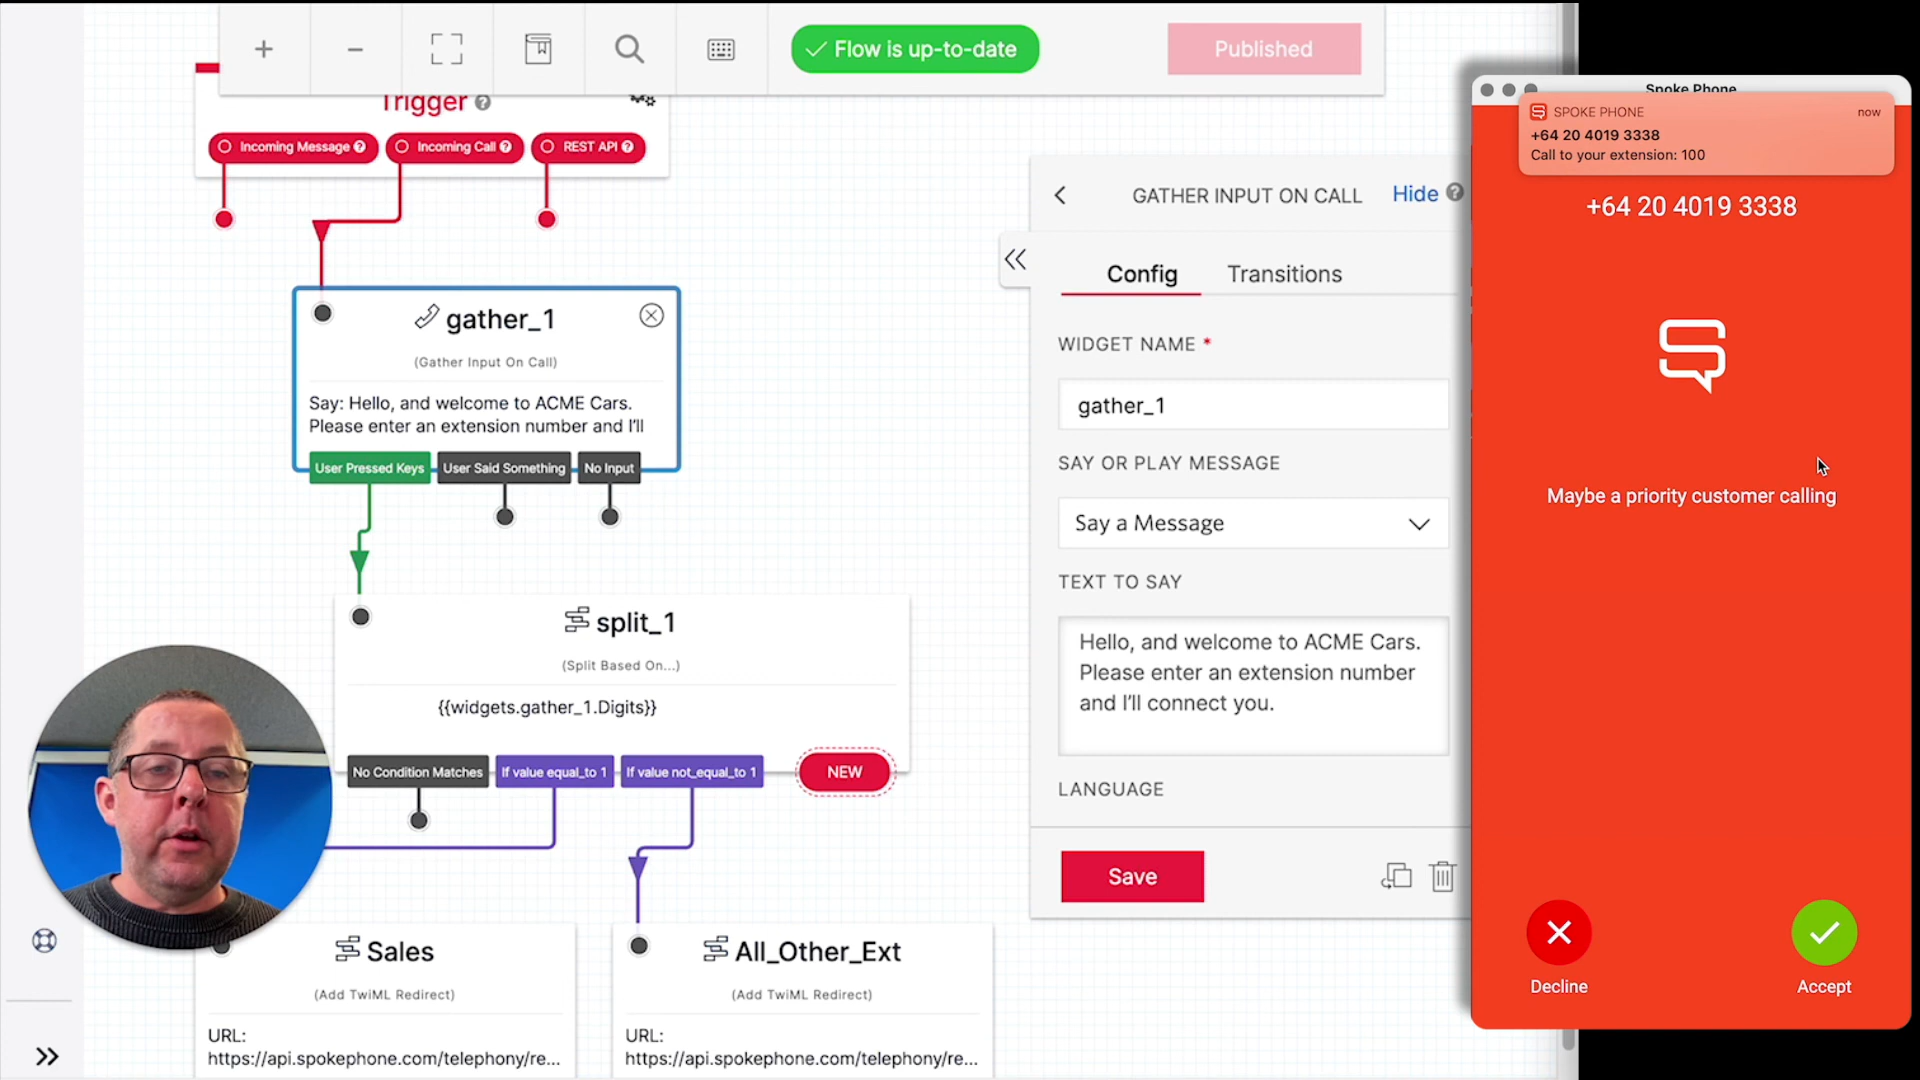 Flow is up-to-date
Published
Trigger
Incoming Message
Incoming Call
REST API
gather_1
(Gather Input On Call)
Say: Hello, and welcome to ACME Cars.
Please enter an extension number and I'll
User Pressed Keys
User Said Something
No Input
split_1
(Split Based On...)
{{widgets.gather_1.Digits}}
No Condition Matches
If value equal_to 1
If value not_equal_to 1
NEW
Sales
(Add TwiML Redirect)
URL:
https://api.spokephone.com/telephony/re...
All_Other_Ext
(Add TwiML Redirect)
URL:
https://api.spokephone.com/telephony/re...
GATHER INPUT ON CALL
Hide
Config
Transitions
WIDGET NAME *
gather_1
SAY OR PLAY MESSAGE
Say a Message
TEXT TO SAY
Hello, and welcome to ACME Cars.
Please enter an extension number
and I'll connect you.
LANGUAGE
Save
Spoke Phone
SPOKE PHONE
now
+64 20 4019 3338
Call to your extension: 100
+64 20 4019 3338
Maybe a priority customer calling
Decline
Accept